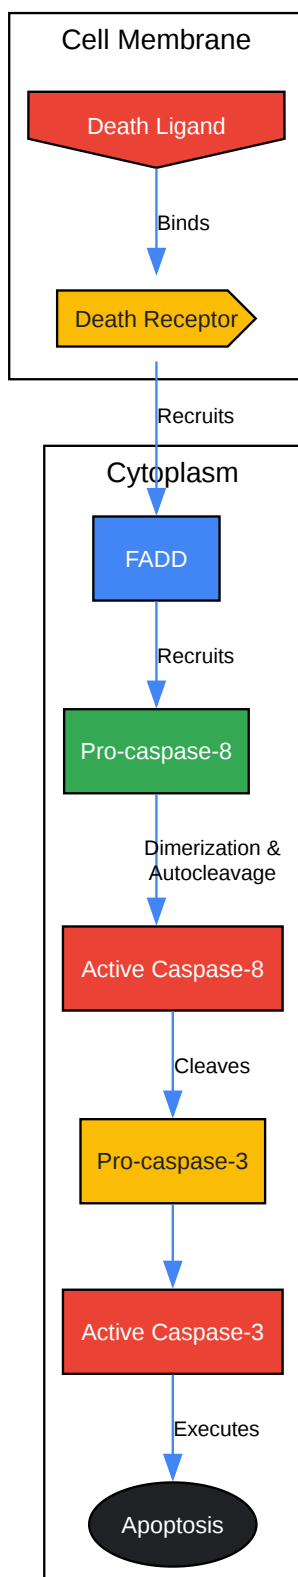 Cell Membrane
Death Ligand
Binds
Death Receptor
Recruits
Cytoplasm
FADD
Recruits
Pro-caspase-8
Dimerization &
Autocleavage
Active Caspase-8
Cleaves
Pro-caspase-3
Active Caspase-3
Executes
Apoptosis